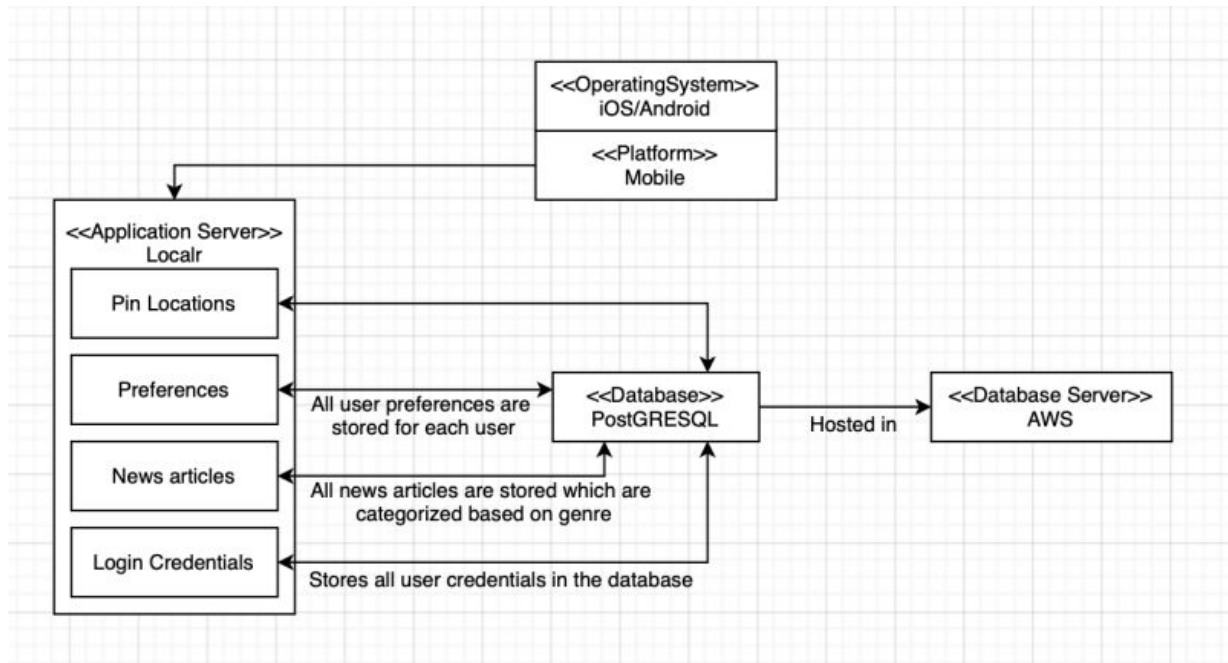 <<OperatingSystem>>
iOS/Android
<<Platform>>
Mobile
<<Application Server>>
Localr
Pin Locations
Preferences
All user preferences are
stored for each user
<<Database>>
PostGRESQL
Hosted in
<<Database Server>>
AWS
News articles
All news articles are stored which are
categorized based on genre
Login Credentials
Stores all user credentials in the database